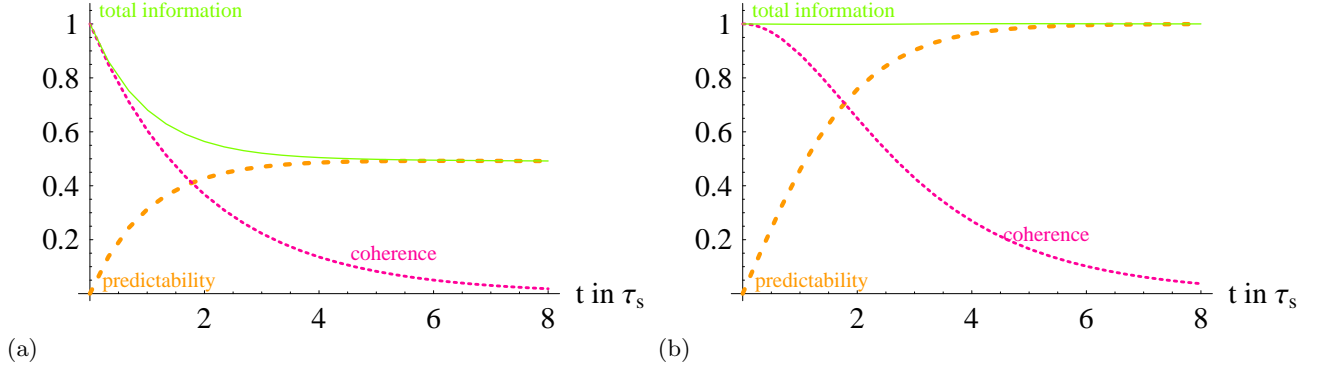 total information
1
0.8
0.6
0.4
0.2
coherence
predictability
2
4
6
8
t in τs
(a)
total information
1
0.8
0.6
0.4
0.2
coherence
predictability
2
4
6
8
t in τs
(b)